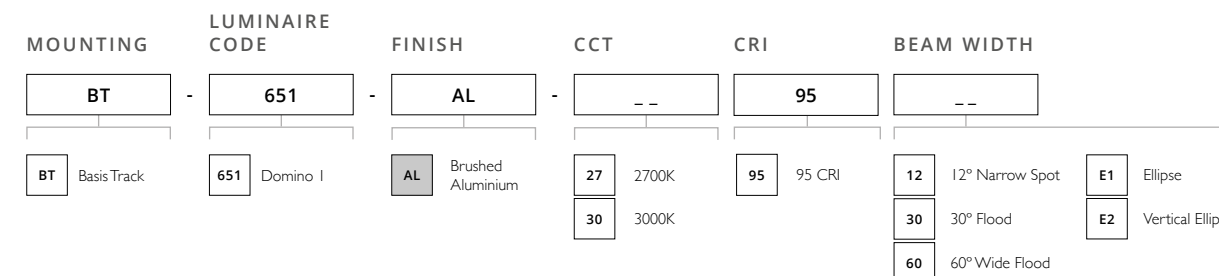 MOUNTING
LUMINAIRE
CODE
FINISH
CCT
CRI
BEAM WIDTH
BT - 651 - AL - _ _ 95 _ _
BT Basis Track
651 Domino 1
AL Brushed
Aluminium
27 2700K
30 3000K
95 95 CRI
12 12º Narrow Spot
30 30º Flood
60 60º Wide Flood
E1 Ellipse
E2 Vertical Ellip